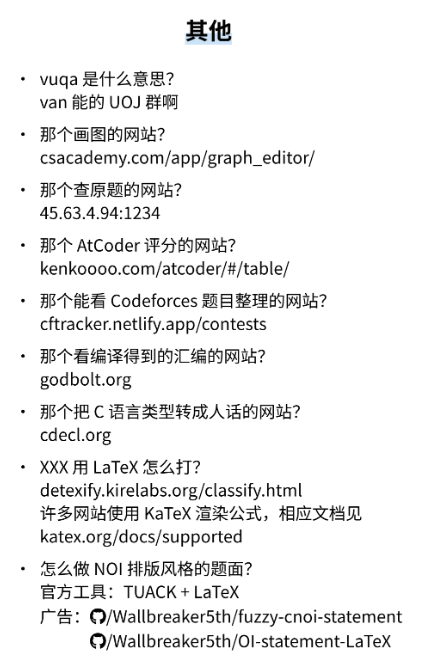 其他
• vuqa 是什么意思？
van 能的 UOJ 群啊
• 那个画图的网站？
csacademy.com/app/graph_editor/
• 那个查原题的网站？
45.63.4.94:1234
• 那个 AtCoder 评分的网站？
kenkoooo.com/atcoder/#/table/
• 那个能看 Codeforces 题目整理的网站？
cftracker.netlify.app/contests
• 那个看编译得到的汇编的网站？
godbolt.org
• 那个把 C 语言类型转成人话的网站？
cdecl.org
• XXX 用 LaTeX 怎么打？
detexify.kirelabs.org/classify.html
许多网站使用 KaTeX 渲染公式，相应文档见
katex.org/docs/supported
• 怎么做 NOI 排版风格的题面？
官方工具：TUACK + LaTeX
广告：/Wallbreaker5th/fuzzy-cnoi-statement
/Wallbreaker5th/OI-statement-LaTeX